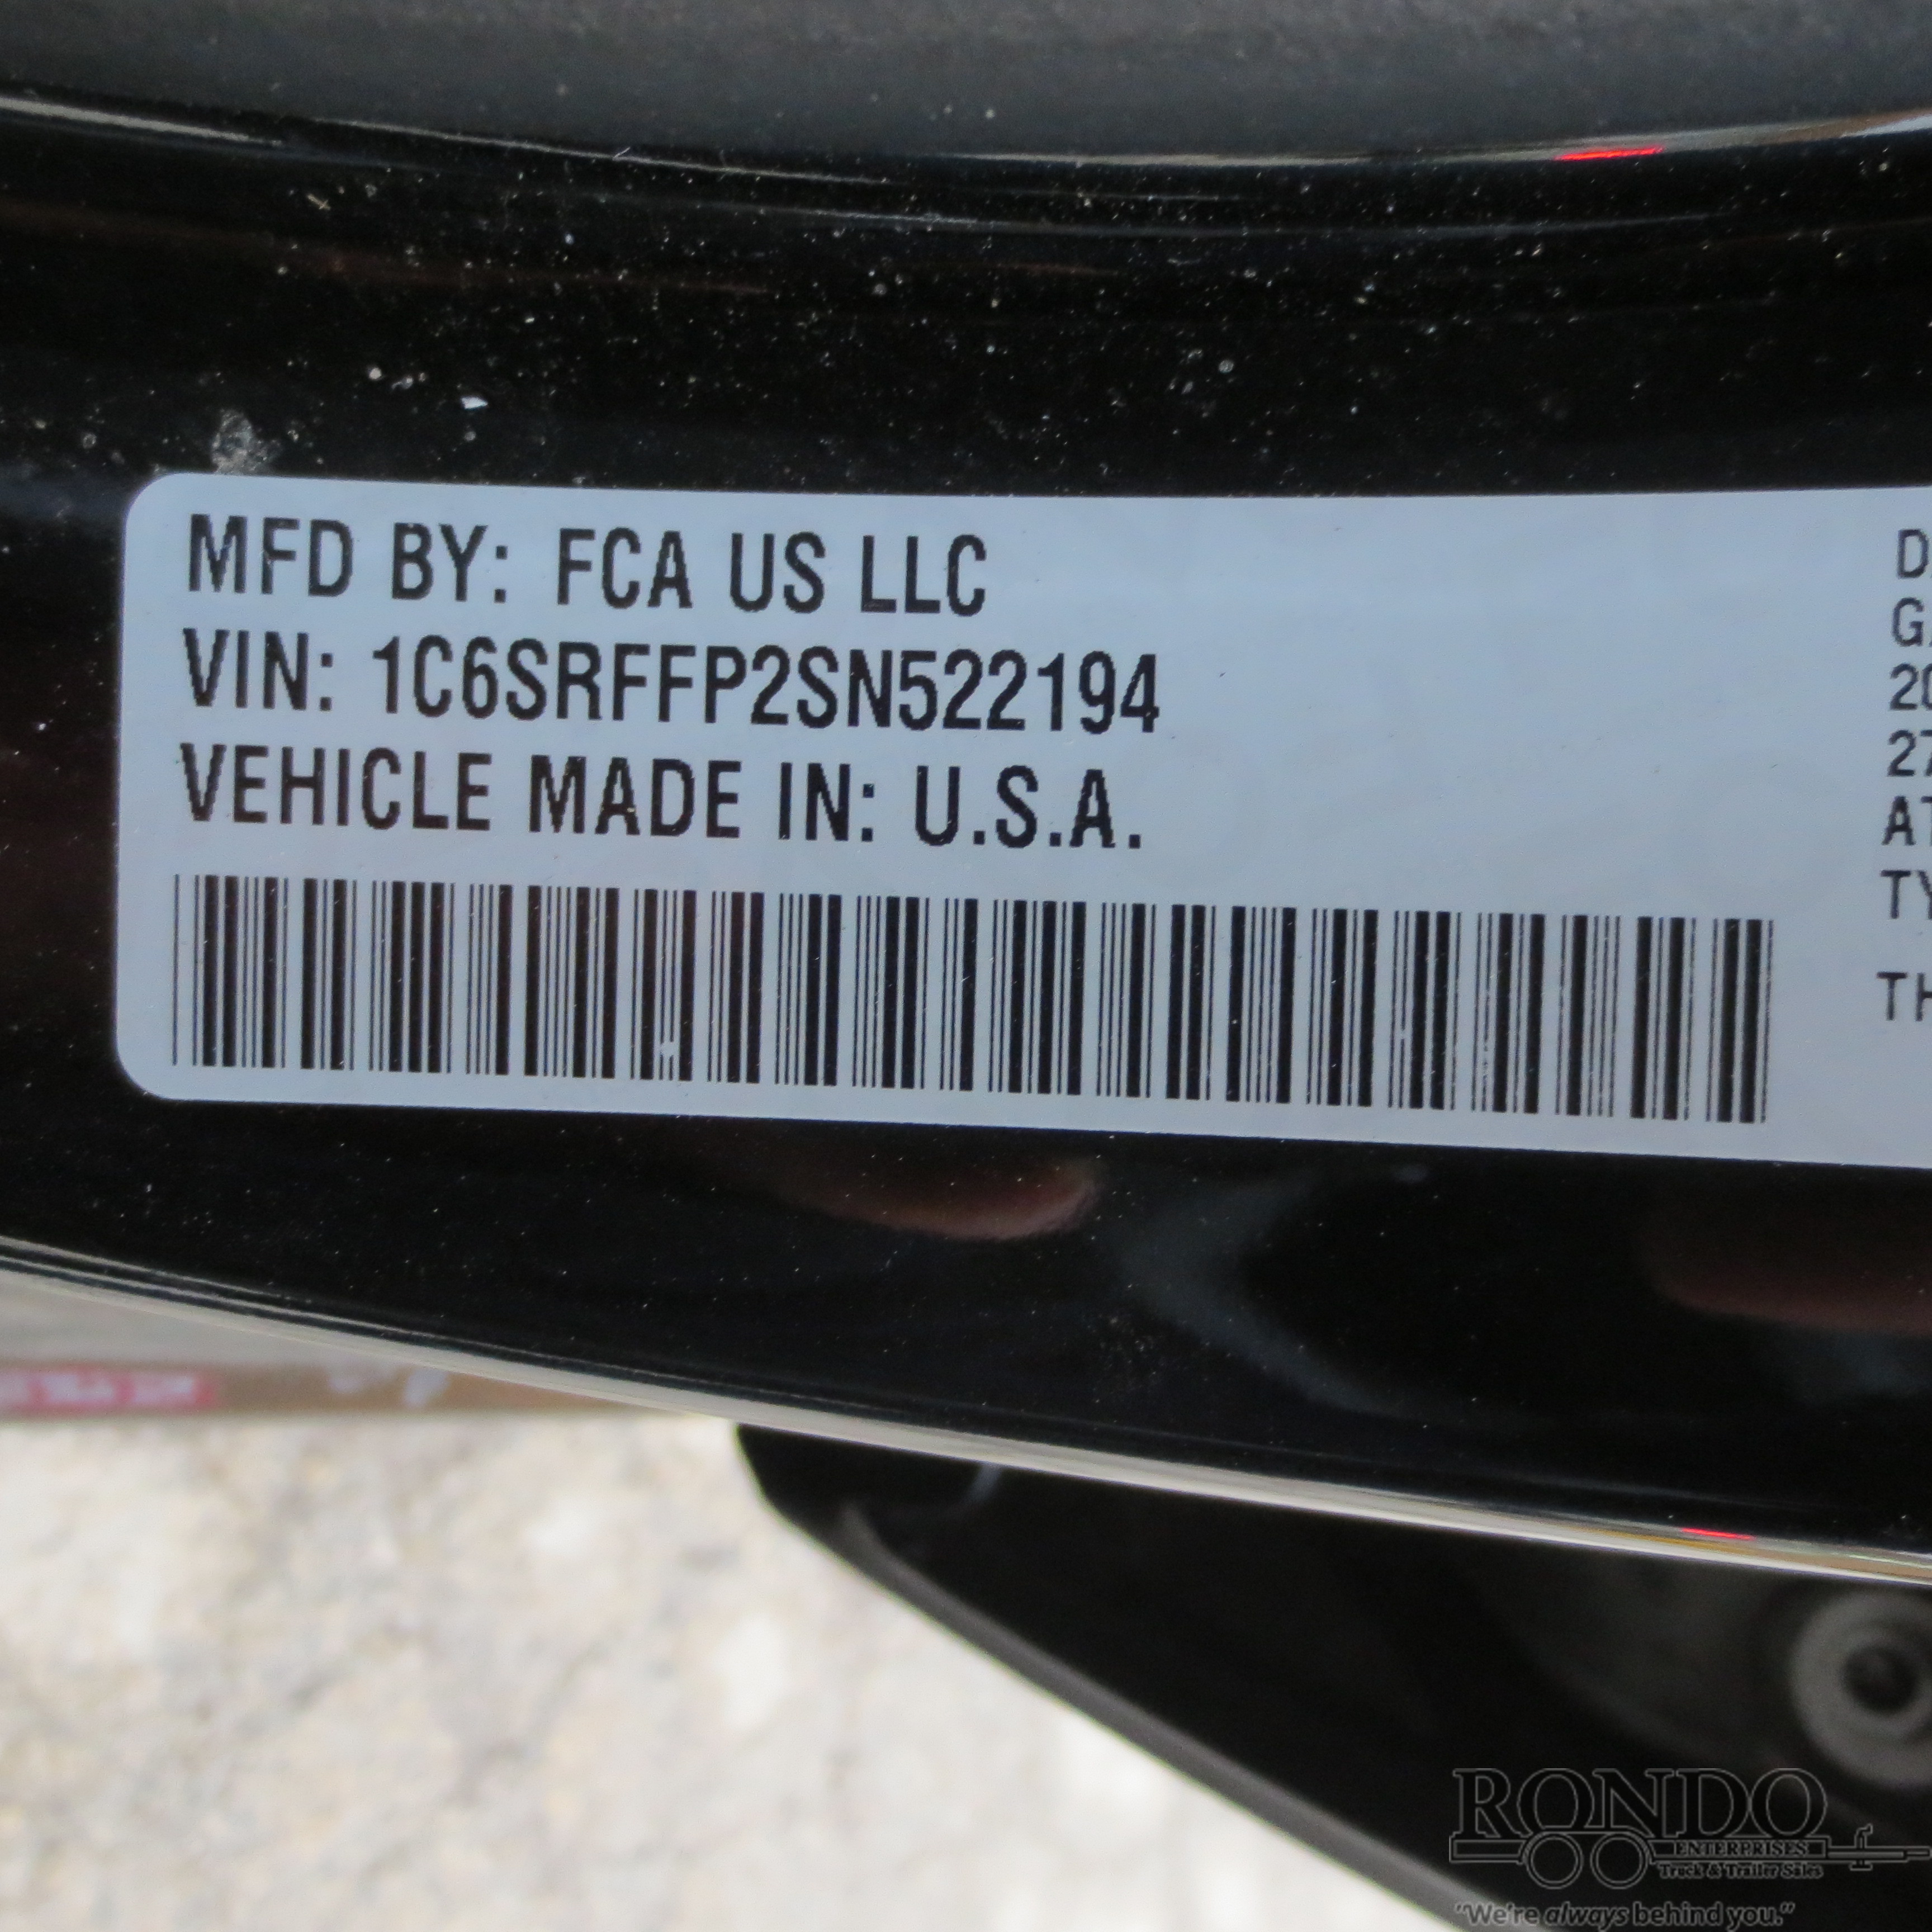 MFD BY: FCA US LLC
VIN: 1C6SRFFP2SN522194
VEHICLE MADE IN: U.S.A.
RONDO
ENTERPRISES
Truck & Trailer Sales
"We're always behind you."